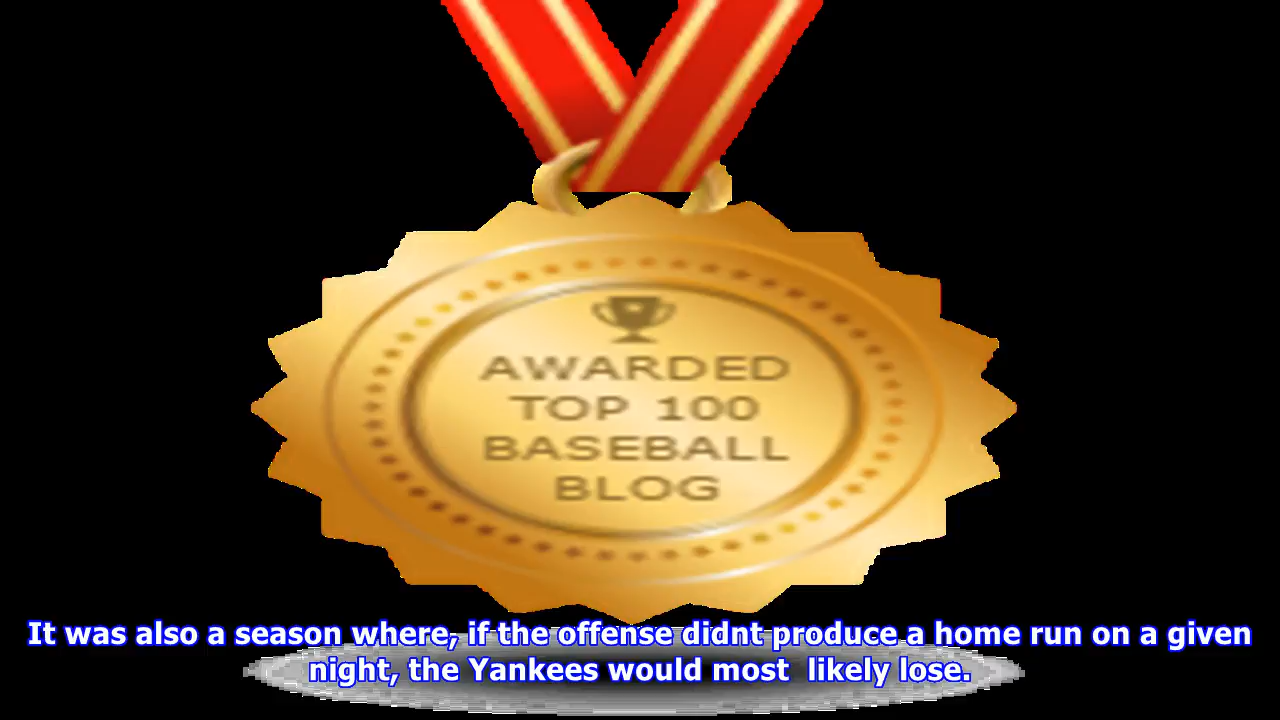 AWARDED
TOP 100
BASEBALL
BLOG
It was also a season where, if the offense didnt produce a home run on a given
night, the Yankees would most  likely lose.